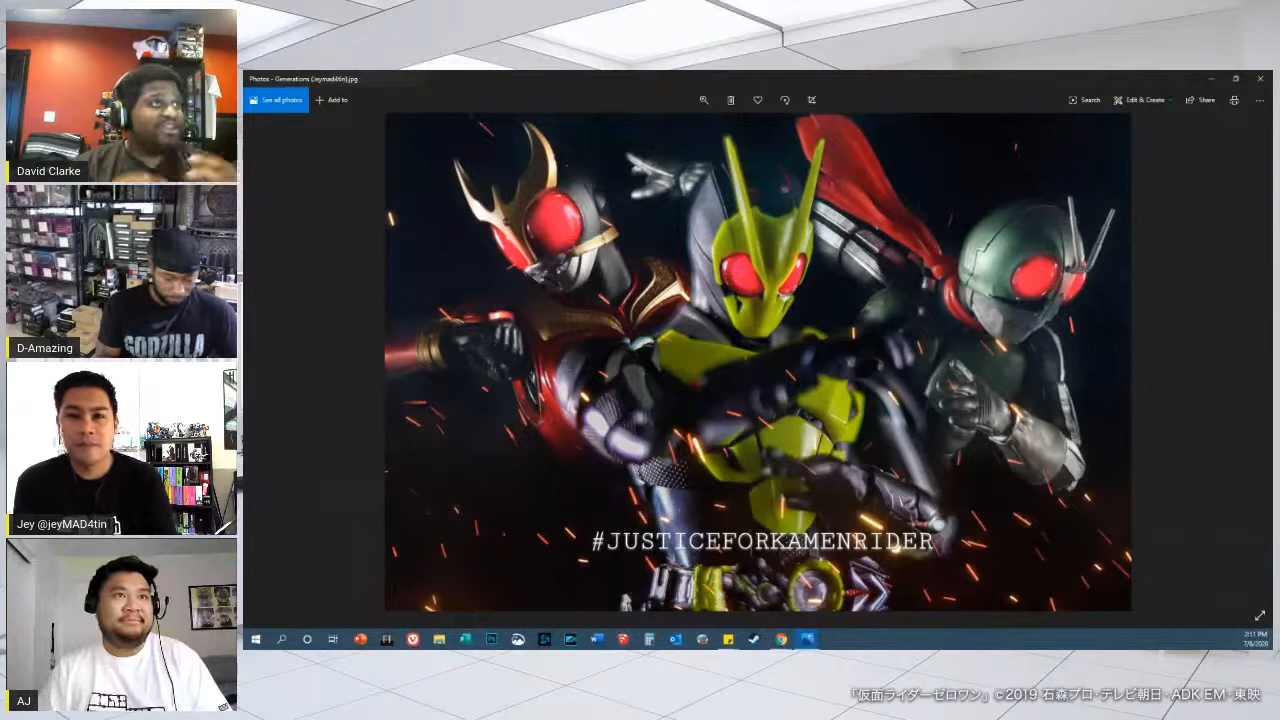 David Clarke
GODZILLA
D-Amazing
Jey @jeyMAD4tin
AJ
Photos - Generations (Jeymad4tin).jpg
See all photos
Add to
Search
Edit & Create
Share
#JUSTICEFORKAMENRIDER
2:11 PM
7/8/2020
「仮面ライダーゼロワン」©2019 石森プロ・テレビ朝日・ADK EM・東映